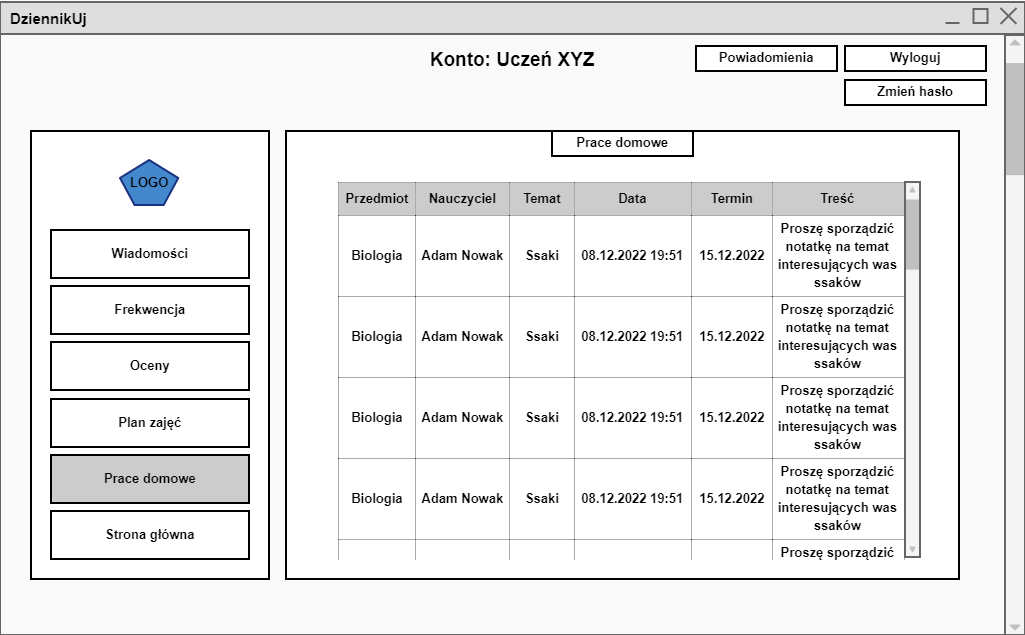 DziennikUj
Konto: Uczeń XYZ
Powiadomienia
Wyloguj
Zmień hasło
LOGO
Wiadomości
Frekwencja
Oceny
Plan zajęć
Prace domowe
Strona główna
Prace domowe
Przedmiot Nauczyciel Temat Data Termin Treść
Biologia Adam Nowak Ssaki 08.12.2022 19:51 15.12.2022 Proszę sporządzić
notatkę na temat
interesujących was
ssaków
Biologia Adam Nowak Ssaki 08.12.2022 19:51 15.12.2022 Proszę sporządzić
notatkę na temat
interesujących was
ssaków
Biologia Adam Nowak Ssaki 08.12.2022 19:51 15.12.2022 Proszę sporządzić
notatkę na temat
interesujących was
ssaków
Biologia Adam Nowak Ssaki 08.12.2022 19:51 15.12.2022 Proszę sporządzić
notatkę na temat
interesujących was
ssaków
Proszę sporządzić